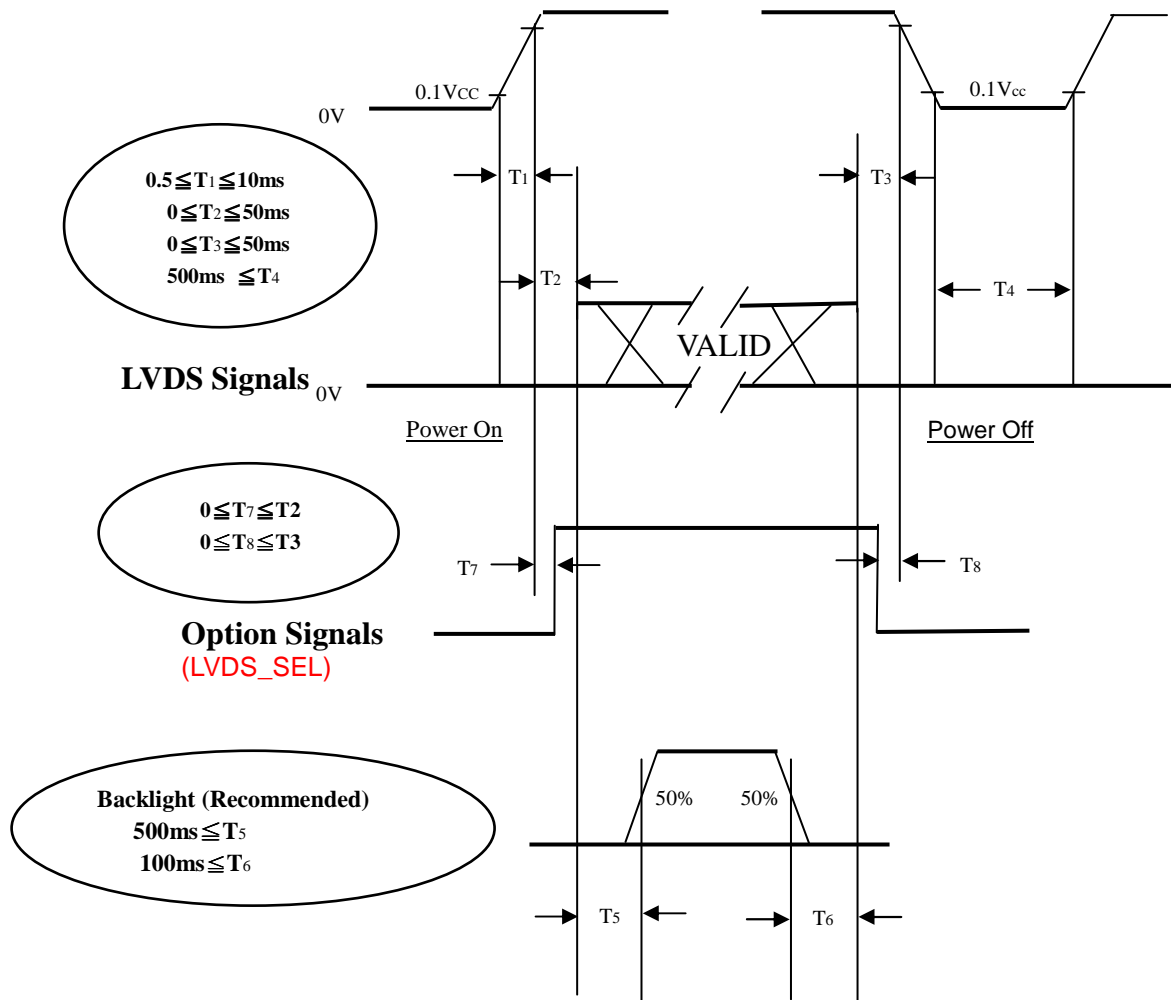 0.1VCC
0.1Vcc
0V
0.5≦T1≦10ms
0≦T2≦50ms
0≦T3≦50ms
500ms ≦T4
T1
T3
T2
T4
VALID
LVDS Signals 0V
Power On
Power Off
0≦T7≦T2
0≦T8≦T3
T7
T8
Option Signals
(LVDS_SEL)
Backlight (Recommended)
500ms≦T5
100ms≦T6
50%
50%
T5
T6